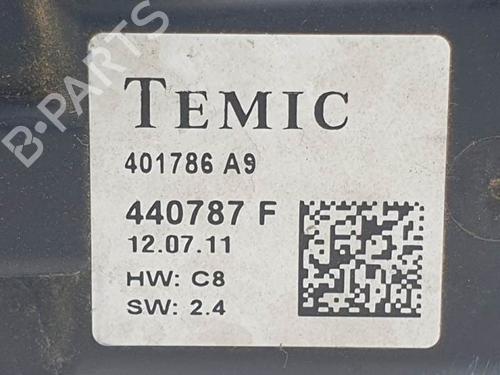 B-PARTS
TEMIC
401786 A9
440787 F
12.07.11
HW: C8
SW: 2.4